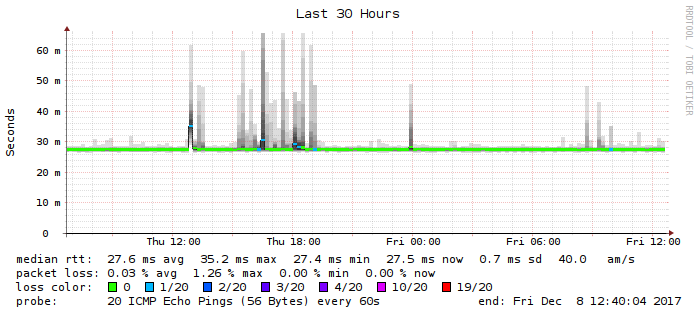 Last 30 Hours
RRDTOOL / TOBI OETIKER
Seconds
60 m
50 m
40 m
30 m
20 m
10 m
0
Thu 12:00 Thu 18:00 Fri 00:00 Fri 06:00 Fri 12:00
median rtt: 27.6 ms avg 35.2 ms max 27.4 ms min 27.5 ms now 0.7 ms sd 40.0 am/s
packet loss: 0.03 % avg 1.26 % max 0.00 % min 0.00 % now
loss color: 0 1/20 2/20 3/20 4/20 10/20 19/20
probe: 20 ICMP Echo Pings (56 Bytes) every 60s end: Fri Dec 8 12:40:04 2017